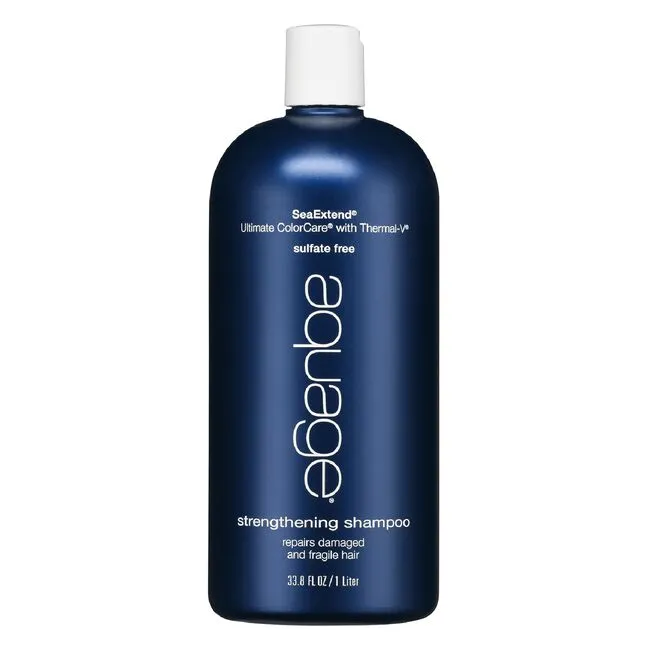 SeaExtend®
Ultimate ColorCare® with Thermal-V®
sulfate free
aquage®
strengthening shampoo
repairs damaged
and fragile hair
33.8 FL OZ/1 Liter